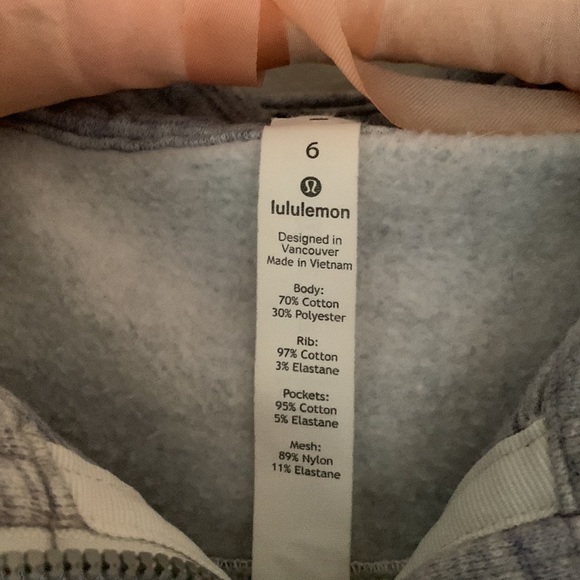 6
lululemon
Designed in
Vancouver
Made in Vietnam
Body:
70% Cotton
30% Polyester
Rib:
97% Cotton
3% Elastane
Pockets:
95% Cotton
5% Elastane
Mesh:
89% Nylon
11% Elastane